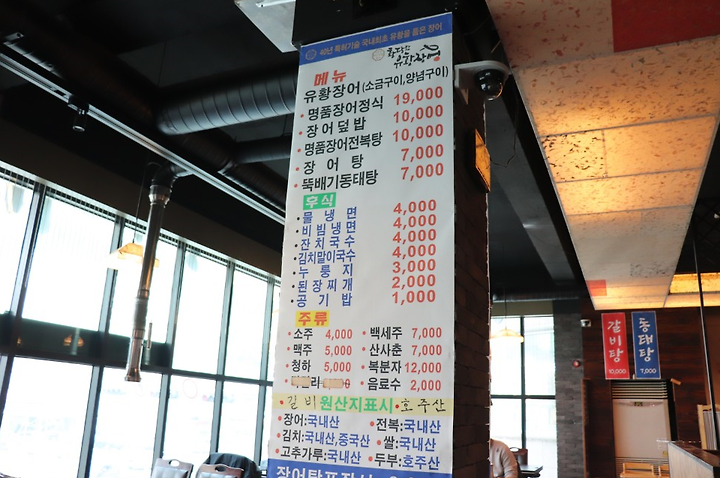 40년 특허기술 국내최초 유황을 품은 장어
유황장어
메뉴
유황장어(소금구이,양념구이)
• 명품장어정식 19,000
• 장어덮밥 10,000
명품장어전복탕 10,000
• 장어탕 7,000
• 뚝배기동태탕 7,000
후식
• 물냉면 4,000
• 비빔냉면 4,000
• 잔치국수 4,000
• 김치말이국수 4,000
• 누룽지 3,000
• 된장찌개 2,000
• 공기밥 1,000
주류
• 소주 4,000 • 백세주 7,000
• 맥주 5,000 • 산사춘 7,000
• 청하 5,000 • 복분자 12,000
• 음료수 2,000
• 갈비 원산지표시 • 호주산
• 장어:국내산 • 전복:국내산
• 김치:국내산,중국산 • 쌀:국내산
• 고추가루:국내산 • 두부:호주산
갈비탕
10,000
동태탕
7,000